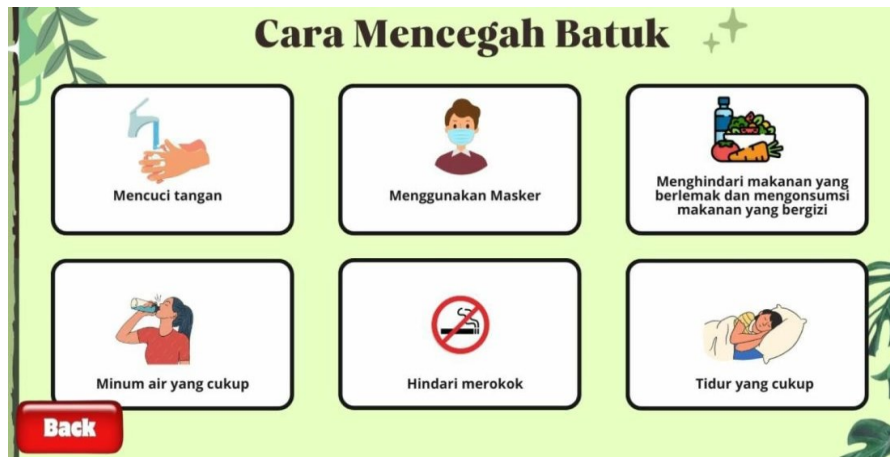 Cara Mencegah Batuk
Mencuci tangan
Menggunakan Masker
Menghindari makanan yang
berlemak dan mengonsumsi
makanan yang bergizi
Minum air yang cukup
Hindari merokok
Tidur yang cukup
Back